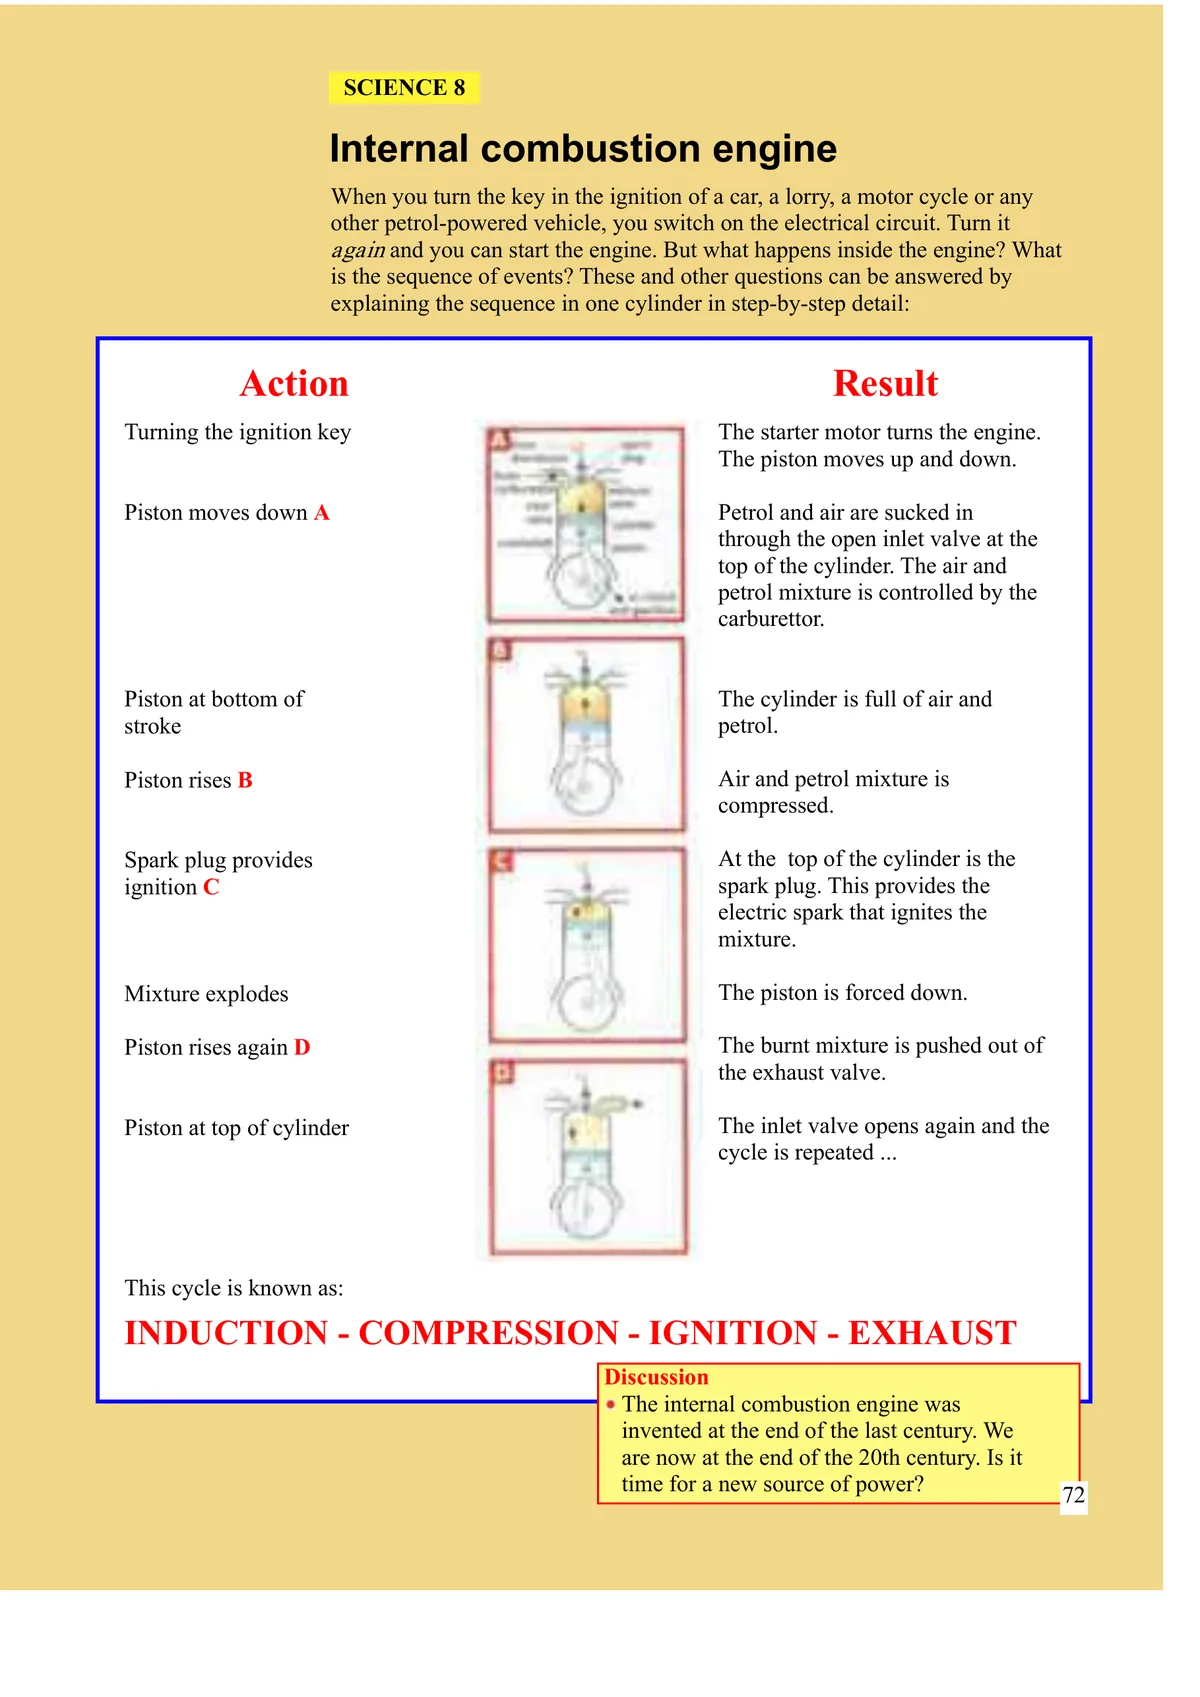 SCIENCE 8
Internal combustion engine
When you turn the key in the ignition of a car, a lorry, a motor cycle or any
other petrol-powered vehicle, you switch on the electrical circuit. Turn it
again and you can start the engine. But what happens inside the engine? What
is the sequence of events? These and other questions can be answered by
explaining the sequence in one cylinder in step-by-step detail:
Action
Result
Turning the ignition key
The starter motor turns the engine.
The piston moves up and down.
Piston moves down A
Petrol and air are sucked in
through the open inlet valve at the
top of the cylinder. The air and
petrol mixture is controlled by the
carburettor.
Piston at bottom of
stroke
The cylinder is full of air and
petrol.
Piston rises B
Air and petrol mixture is
compressed.
Spark plug provides
ignition C
At the  top of the cylinder is the
spark plug. This provides the
electric spark that ignites the
mixture.
Mixture explodes
The piston is forced down.
Piston rises again D
The burnt mixture is pushed out of
the exhaust valve.
Piston at top of cylinder
The inlet valve opens again and the
cycle is repeated ...
A
B
C
D
This cycle is known as:
INDUCTION - COMPRESSION - IGNITION - EXHAUST
Discussion
• The internal combustion engine was
invented at the end of the last century. We
are now at the end of the 20th century. Is it
time for a new source of power?
72